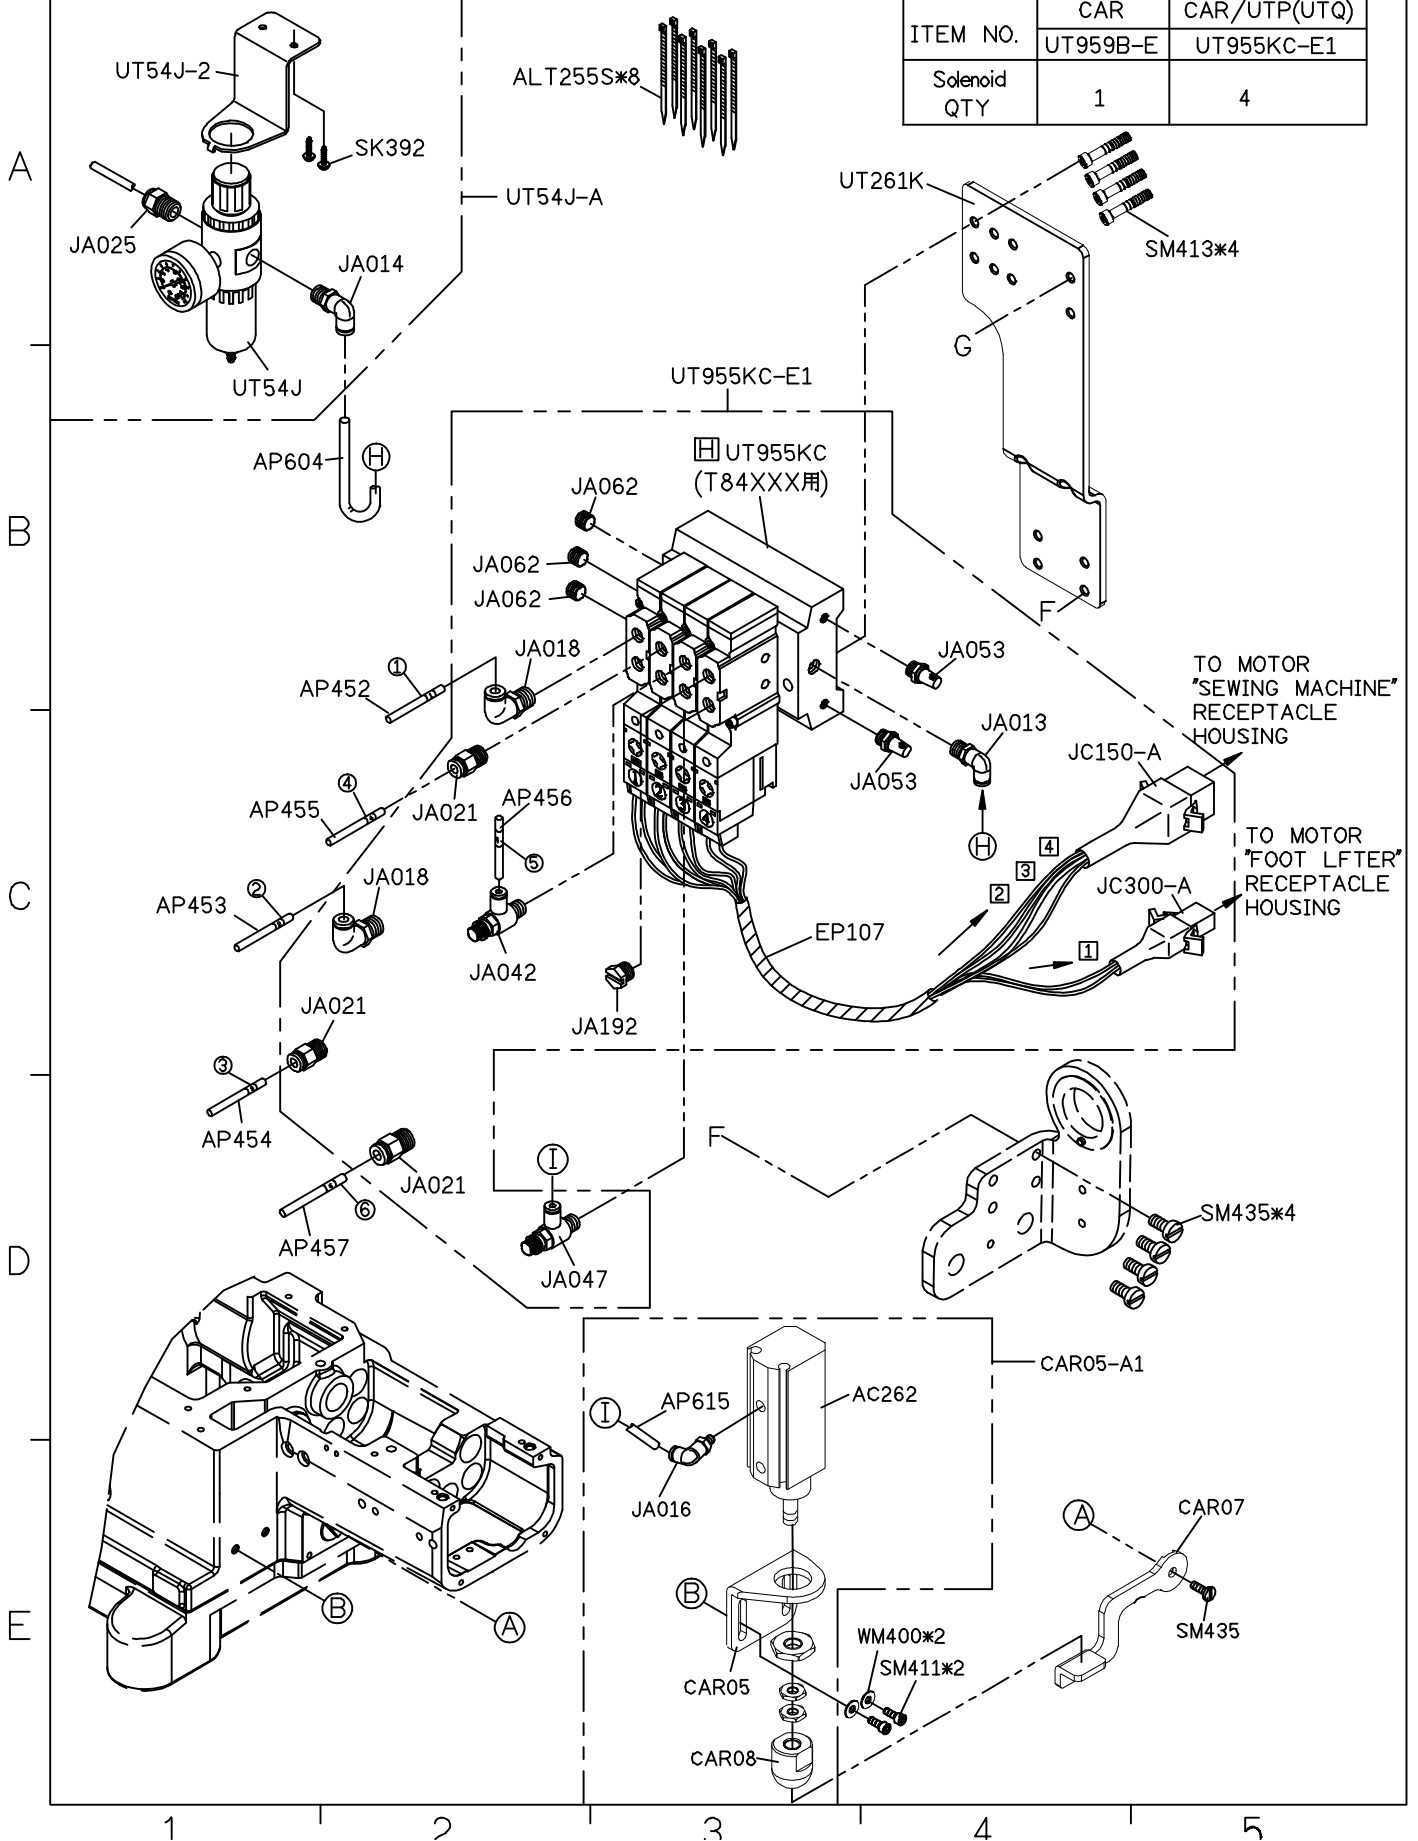 CAR
CAR/UTP(UTQ)
ITEM NO.
UT959B-E
UT955KC-E1
Solenoid
QTY
1
4
UT54J-2
ALT255S*8
SK392
A
UT54J-A
JA025
JA014
UT54J
UT261K
SM413*4
G
UT955KC-E1
AP604
H
H UT955KC
(T84XXX用)
JA062
JA062
JA062
B
F
JA018
1
AP452
JA053
JA053
JA013
H
TO MOTOR
"SEWING MACHINE"
RECEPTACLE
HOUSING
JC150-A
4
AP455
JA021
AP456
5
1
2
3
4
TO MOTOR
"FOOT LFTER"
RECEPTACLE
HOUSING
JC300-A
4
3
2
1
C
2
AP453
JA018
JA042
JA192
EP107
JA021
3
AP454
F
I
JA021
6
AP457
JA047
SM435*4
D
CAR05-A1
I
AP615
AC262
JA016
A
CAR07
SM435
B
A
B
CAR05
WM400*2
SM411*2
CAR08
E
1
2
3
4
5